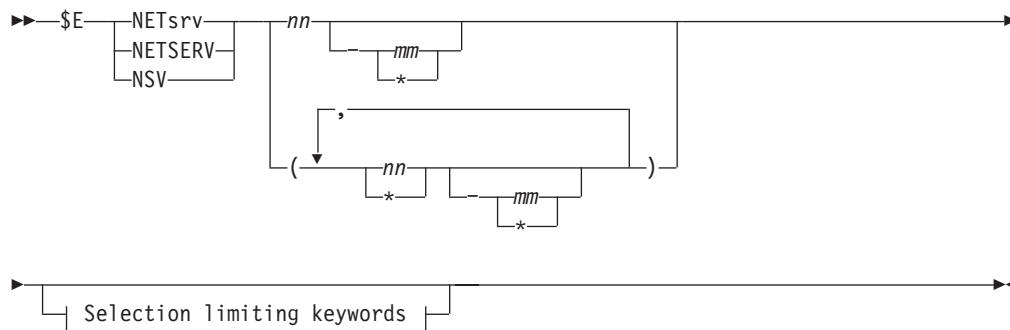 $E NETsrv nn
NETSERV - mm
NSV *
,
( nn )
* - mm
*
Selection limiting keywords